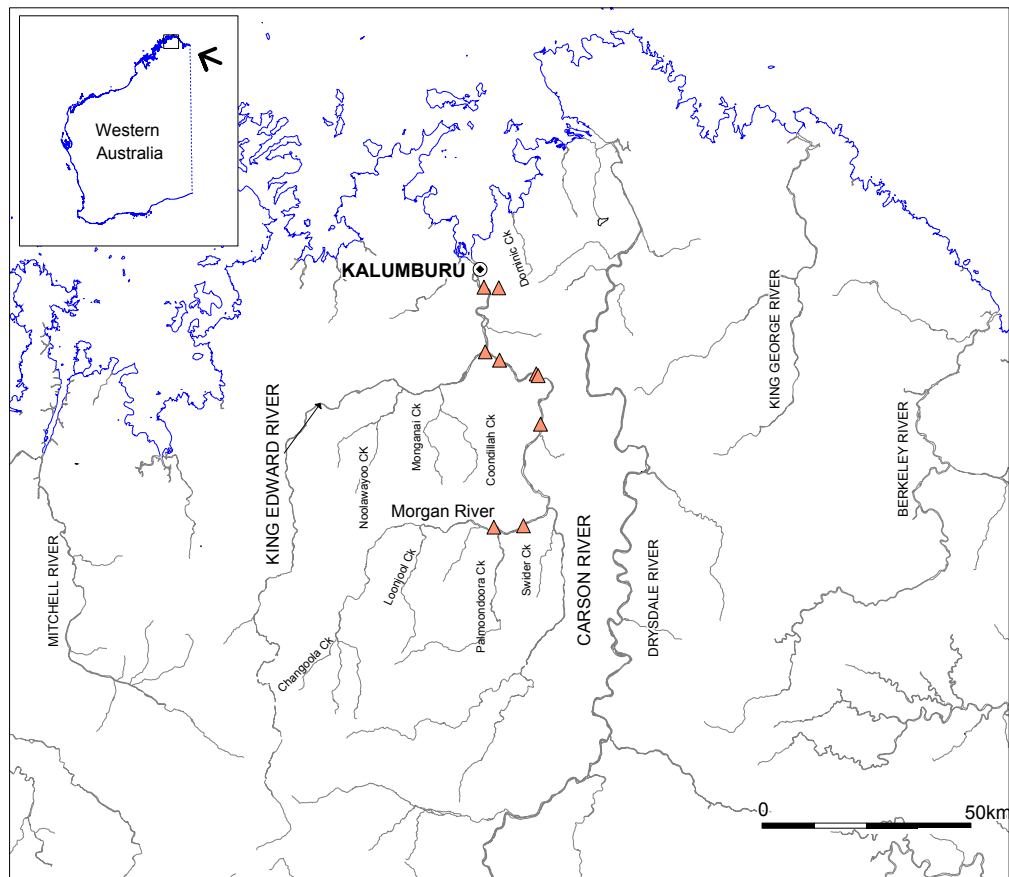 Western
Australia
KALUMBURU
Dominic Ck
KING GEORGE RIVER
KING EDWARD RIVER
Noolawayoo CK
Monganai Ck
Coondillah Ck
BERKELEY RIVER
Morgan River
MITCHELL RIVER
Loonjool Ck
Palmoondoora Ck
Swider Ck
CARSON RIVER
DRYSDALE RIVER
Changoola Ck
0
50km